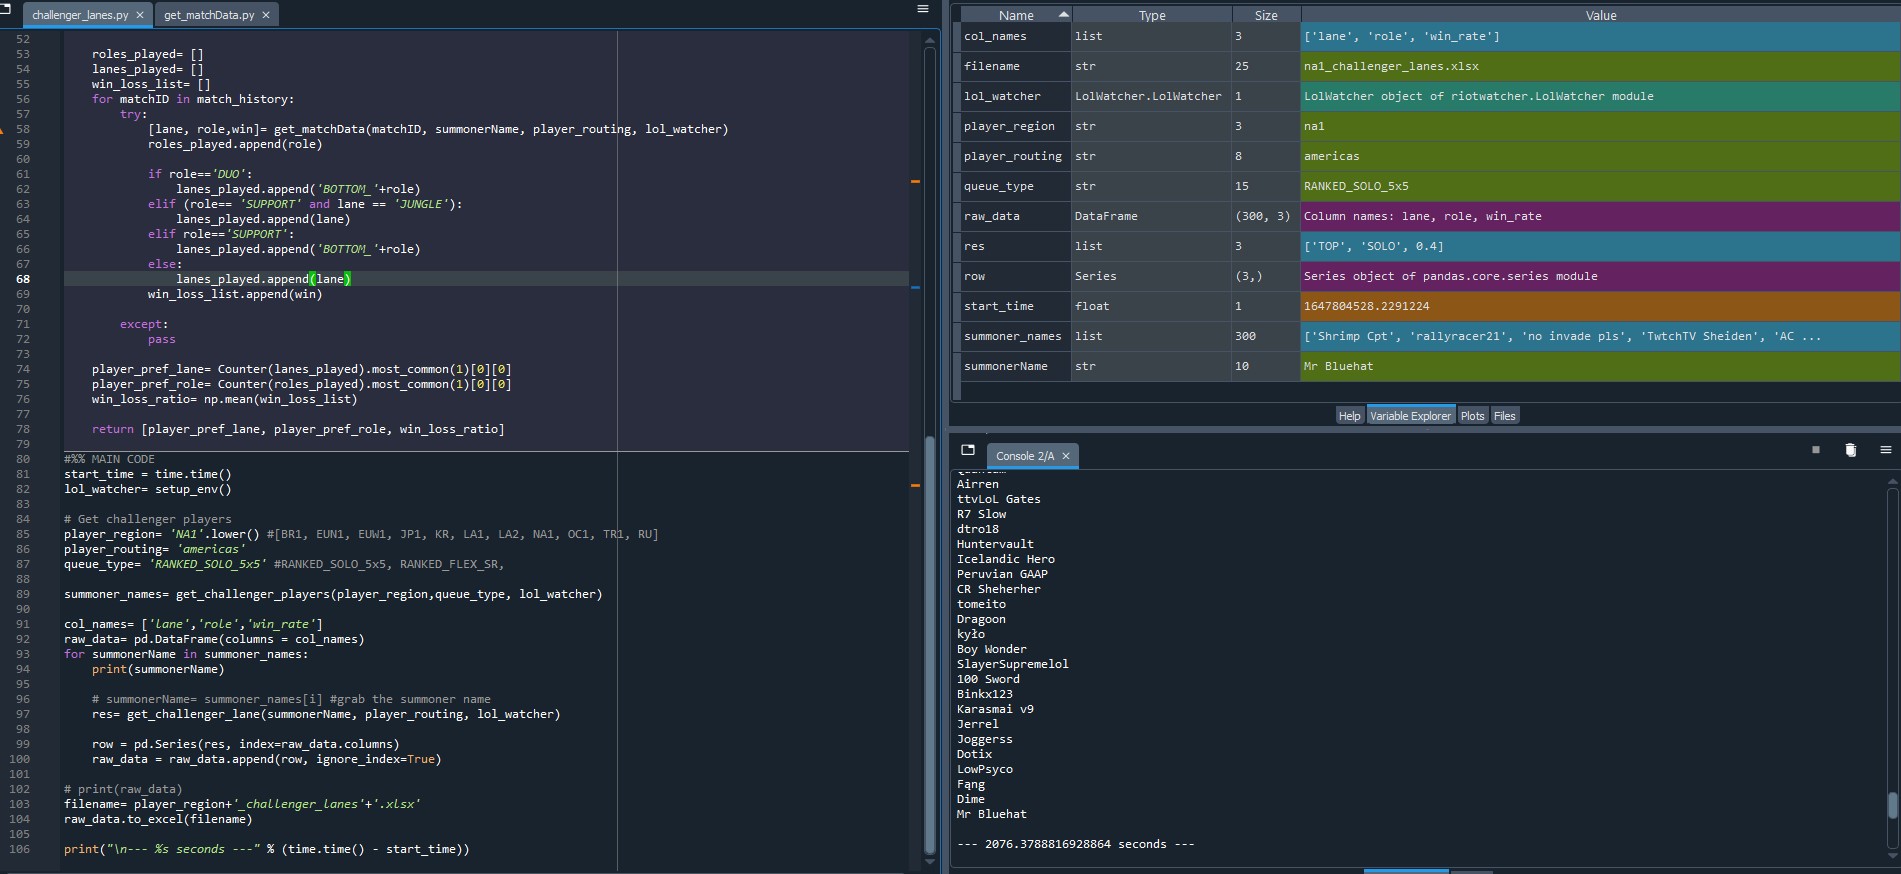 challenger_lanes.py ×
get_matchData.py ×
52
53 roles_played= []
54 lanes_played= []
55 win_loss_list= []
56 for matchID in match_history:
57 try:
58 [lane, role,win]= get_matchData(matchID, summonerName, player_routing, lol_watcher)
59 roles_played.append(role)
60
61 if role=='DUO':
62 lanes_played.append('BOTTOM_'+role)
63 elif (role== 'SUPPORT' and lane == 'JUNGLE'):
64 lanes_played.append(lane)
65 elif role=='SUPPORT':
66 lanes_played.append('BOTTOM_'+role)
67 else:
68 lanes_played.append(lane)
69 win_loss_list.append(win)
70
71 except:
72 pass
73
74 player_pref_lane= Counter(lanes_played).most_common(1)[0][0]
75 player_pref_role= Counter(roles_played).most_common(1)[0][0]
76 win_loss_ratio= np.mean(win_loss_list)
77
78 return [player_pref_lane, player_pref_role, win_loss_ratio]
79
80 #%% MAIN CODE
81 start_time = time.time()
82 lol_watcher= setup_env()
83
84 # Get challenger players
85 player_region= 'NA1'.lower() #[BR1, EUN1, EUW1, JP1, KR, LA1, LA2, NA1, OC1, TR1, RU]
86 player_routing= 'americas'
87 queue_type= 'RANKED_SOLO_5x5' #RANKED_SOLO_5x5, RANKED_FLEX_SR,
88
89 summoner_names= get_challenger_players(player_region,queue_type, lol_watcher)
90
91 col_names= ['lane','role','win_rate']
92 raw_data= pd.DataFrame(columns = col_names)
93 for summonerName in summoner_names:
94 print(summonerName)
95
96 # summonerName= summoner_names[i] #grab the summoner name
97 res= get_challenger_lane(summonerName, player_routing, lol_watcher)
98
99 row = pd.Series(res, index=raw_data.columns)
100 raw_data = raw_data.append(row, ignore_index=True)
101
102 # print(raw_data)
103 filename= player_region+'_challenger_lanes'+'.xlsx'
104 raw_data.to_excel(filename)
105
106 print("\n--- %s seconds ---" % (time.time() - start_time))
Name Type Size Value
col_names list 3 ['lane', 'role', 'win_rate']
filename str 25 na1_challenger_lanes.xlsx
lol_watcher LolWatcher.LolWatcher 1 LolWatcher object of riotwatcher.LolWatcher module
player_region str 3 na1
player_routing str 8 americas
queue_type str 15 RANKED_SOLO_5x5
raw_data DataFrame (300, 3) Column names: lane, role, win_rate
res list 3 ['TOP', 'SOLO', 0.4]
row Series (3,) Series object of pandas.core.series module
start_time float 1 1647804528.2291224
summoner_names list 300 ['Shrimp Cpt', 'rallyracer21', 'no invade pls', 'TwtchTV Sheiden', 'AC ...
summonerName str 10 Mr Bluehat
Help Variable Explorer Plots Files
Console 2/A ×
Airren
ttvLoL Gates
R7 Slow
dtro18
Huntervault
Icelandic Hero
Peruvian GAAP
CR Sheherher
tomeito
Dragoon
kyło
Boy Wonder
SlayerSupremelol
100 Sword
Binkx123
Karasmai v9
Jerrel
Joggerss
Dotix
LowPsyco
Fąng
Dime
Mr Bluehat
--- 2076.3788816928864 seconds ---